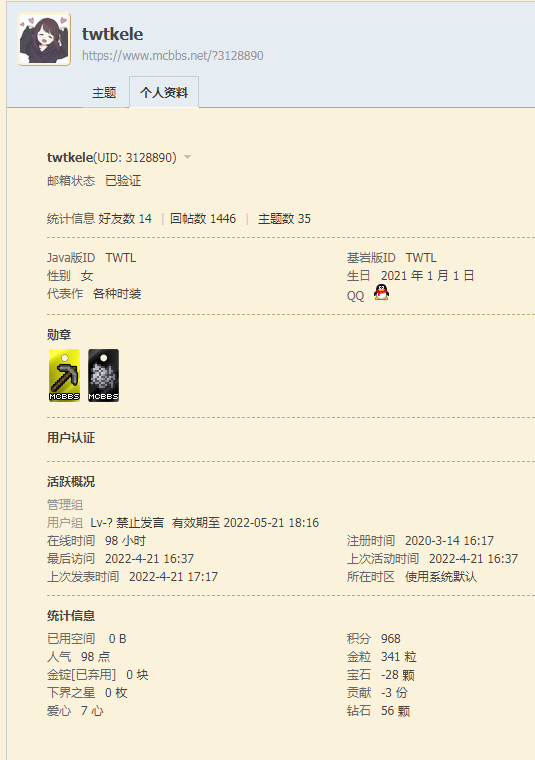 twtkele
https://www.mcbbs.net/?3128890
主题 个人资料
twtkele(UID: 3128890)
邮箱状态 已验证
统计信息 好友数 14 | 回帖数 1446 | 主题数 35
Java版ID TWTL 基岩版ID TWTL
性别 女 生日 2021 年 1 月 1 日
代表作 各种时装 QQ
勋章
MCBBS MCBBS
用户认证
活跃概况
管理组
用户组 Lv-? 禁止发言 有效期至 2022-05-21 18:16
在线时间 98 小时 注册时间 2020-3-14 16:17
最后访问 2022-4-21 16:37 上次活动时间 2022-4-21 16:37
上次发表时间 2022-4-21 17:17 所在时区 使用系统默认
统计信息
已用空间 0 B 积分 968
人气 98 点 金粒 341 粒
金锭[已弃用] 0 块 宝石 -28 颗
下界之星 0 枚 贡献 -3 份
爱心 7 心 钻石 56 颗